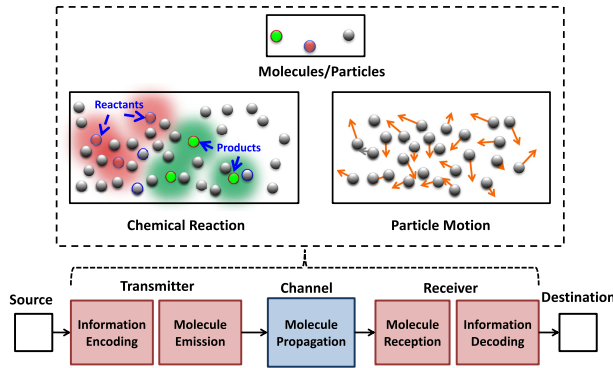 Molecules/Particles
Reactants
Products
Chemical Reaction
Particle Motion
Source
Transmitter
Channel
Receiver
Destination
Information
Encoding
Molecule
Emission
Molecule
Propagation
Molecule
Reception
Information
Decoding